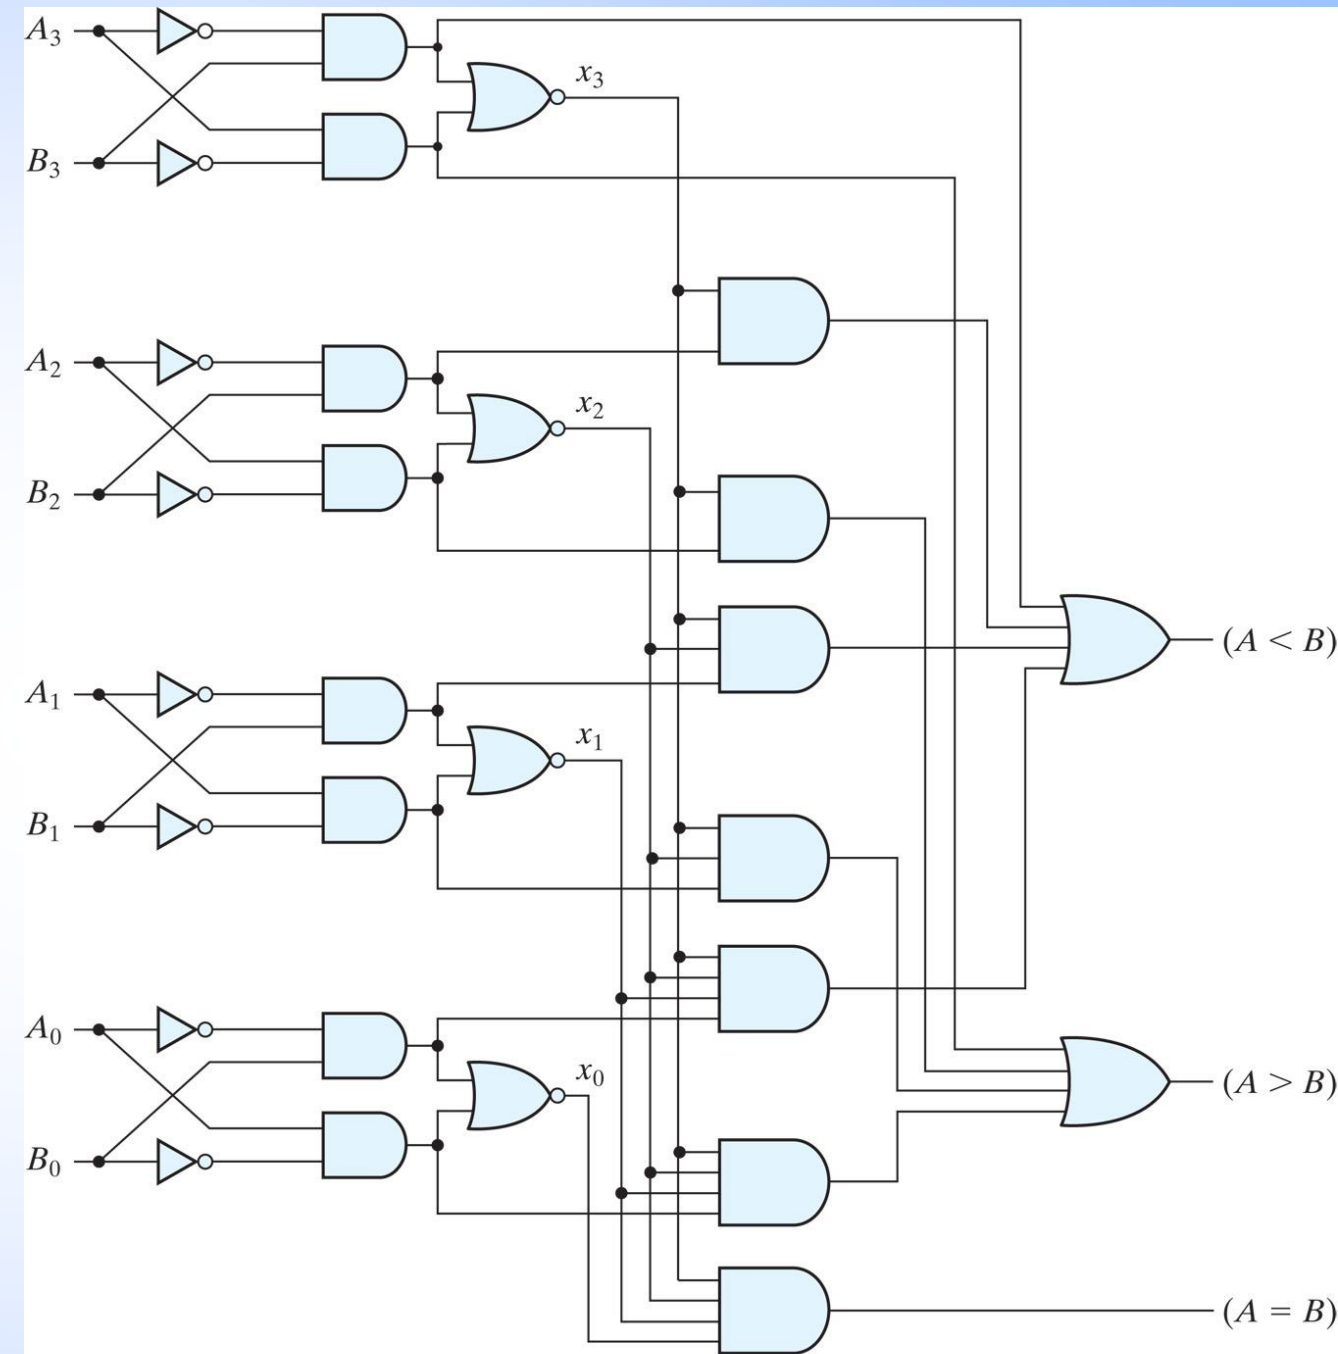 A₃
x₃
B₃
A₂
x₂
B₂
(A < B)
A₁
x₁
B₁
A₀
x₀
(A > B)
B₀
(A = B)